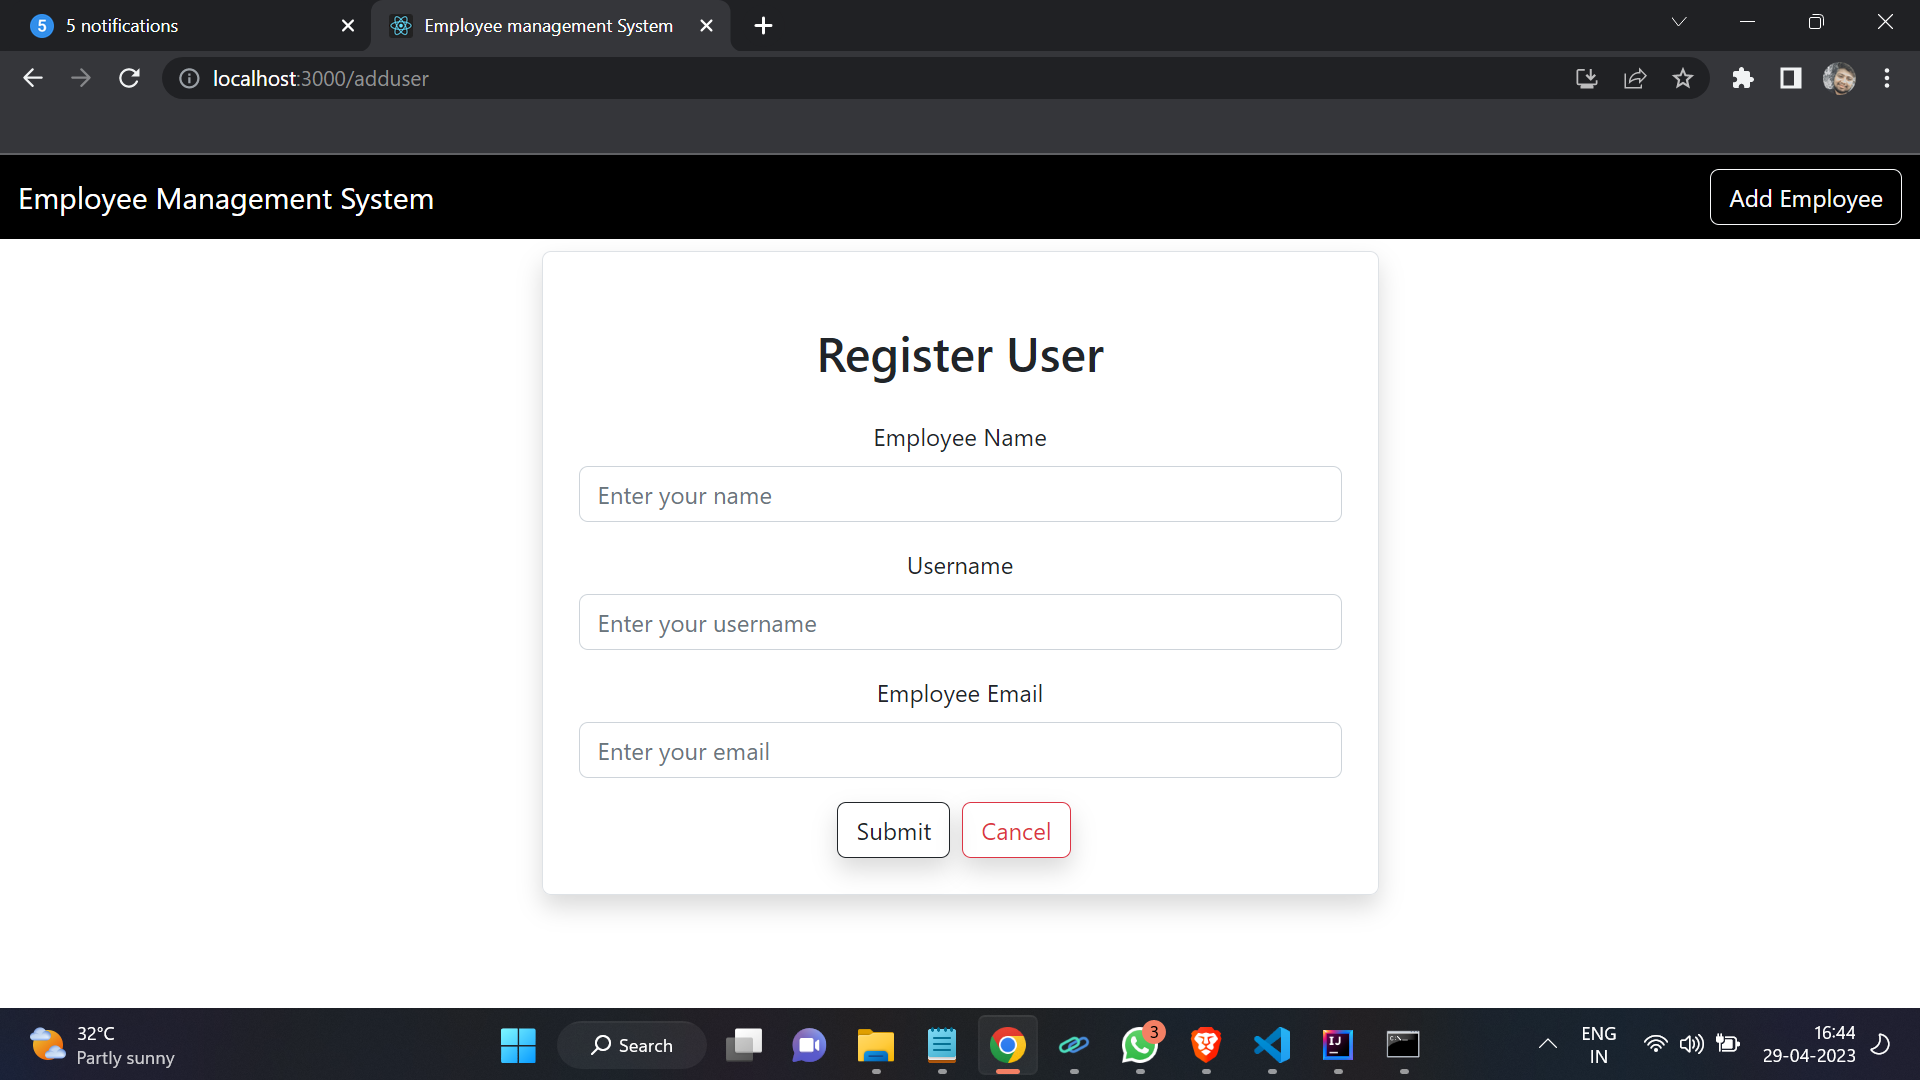 5 5 notifications
Employee management System
localhost:3000/adduser
Employee Management System
Add Employee
Register User
Employee Name
Enter your name
Username
Enter your username
Employee Email
Enter your email
Submit
Cancel
32°C
Partly sunny
Search
3
IJ
ENG
IN
16:44
29-04-2023